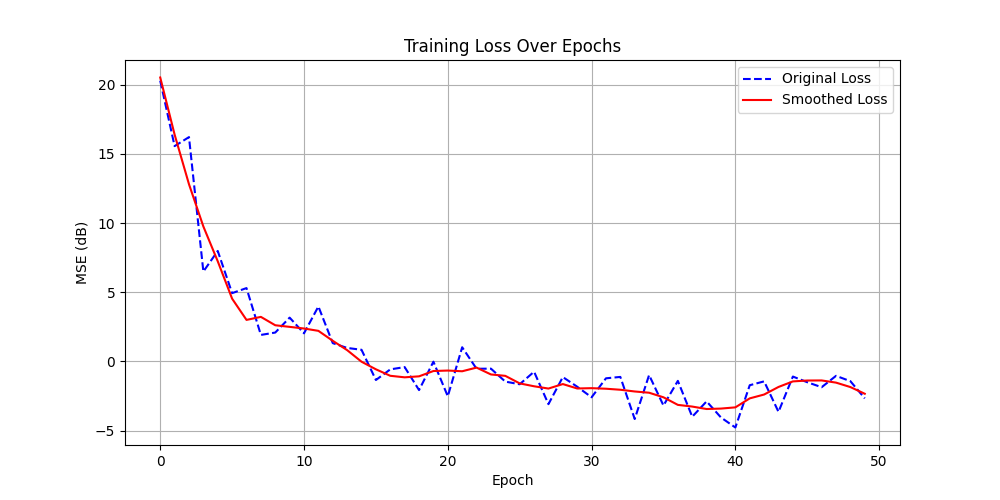 Training Loss Over Epochs
Original Loss
Smoothed Loss
MSE (dB)
20
15
10
5
0
−5
0 10 20 30 40 50
Epoch